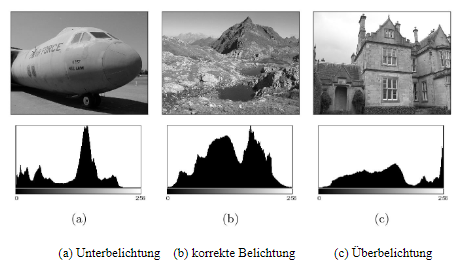 AIR FORCE
0 255 0 255 0 255
(a) (b) (c)
(a) Unterbelichtung (b) korrekte Belichtung (c) Überbelichtung